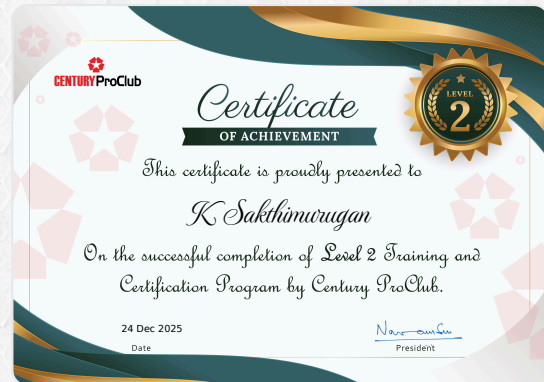 CENTURY ProClub
LEVEL
2
Certificate
OF ACHIEVEMENT
This certificate is proudly presented to
K Sakthimurugan
On the successful completion of Level 2 Training and
Certification Program by Century ProClub.
24 Dec 2025
Date
President